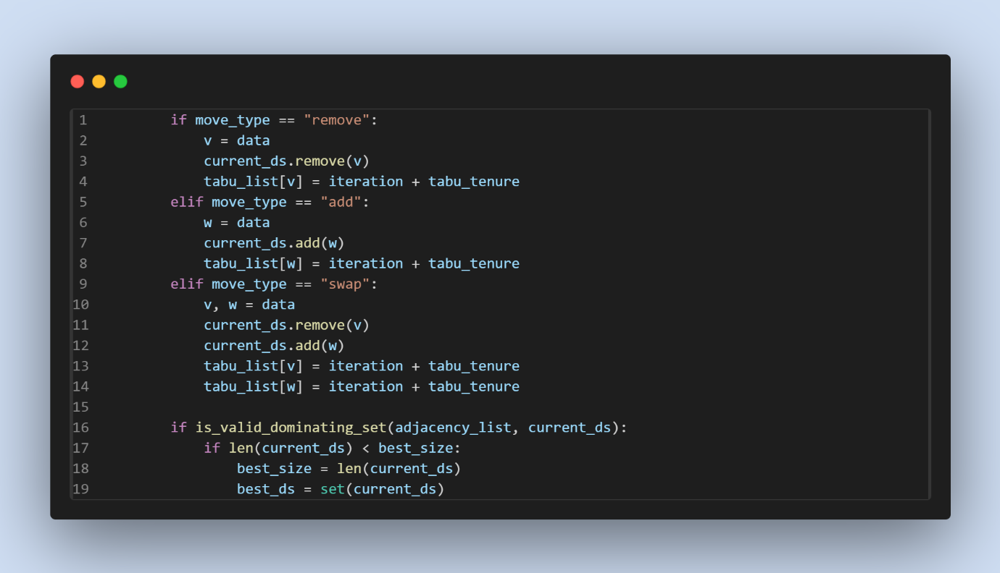 1         if move_type == "remove":
2             v = data
3             current_ds.remove(v)
4             tabu_list[v] = iteration + tabu_tenure
5         elif move_type == "add":
6             w = data
7             current_ds.add(w)
8             tabu_list[w] = iteration + tabu_tenure
9         elif move_type == "swap":
10             v, w = data
11             current_ds.remove(v)
12             current_ds.add(w)
13             tabu_list[v] = iteration + tabu_tenure
14             tabu_list[w] = iteration + tabu_tenure
15
16         if is_valid_dominating_set(adjacency_list, current_ds):
17             if len(current_ds) < best_size:
18                 best_size = len(current_ds)
19                 best_ds = set(current_ds)